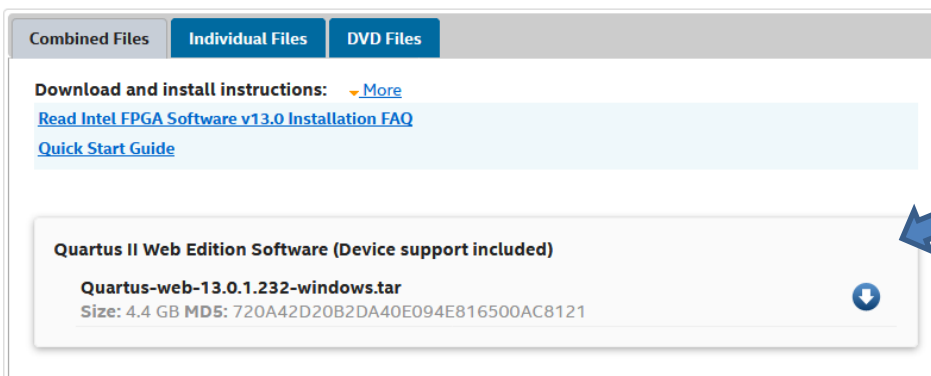 Combined Files
Individual Files
DVD Files
Download and install instructions: More
Read Intel FPGA Software v13.0 Installation FAQ
Quick Start Guide
Quartus II Web Edition Software (Device support included)
Quartus-web-13.0.1.232-windows.tar
Size: 4.4 GB MD5: 720A42D20B2DA40E094E816500AC8121